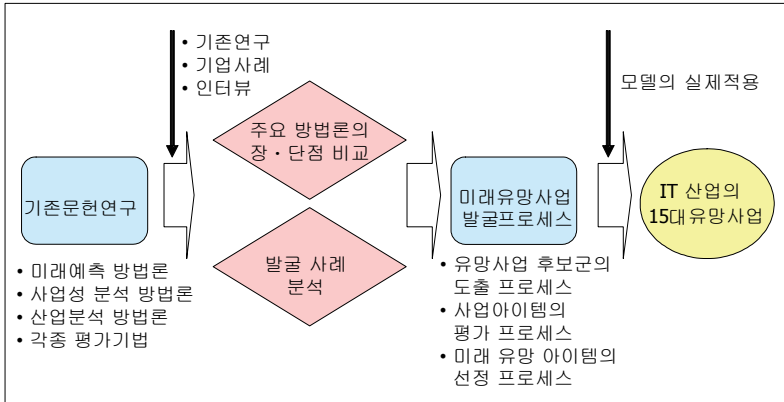 • 기존연구
• 기업사례
• 인터뷰
모델의 실제적용
기존문헌연구
• 미래예측 방법론
• 사업성 분석 방법론
• 산업분석 방법론
• 각종 평가기법
주요 방법론의
장・단점 비교
발굴 사례
분석
미래유망사업
발굴프로세스
• 유망사업 후보군의
도출 프로세스
• 사업아이템의
평가 프로세스
• 미래 유망 아이템의
선정 프로세스
IT 산업의
15대유망사업